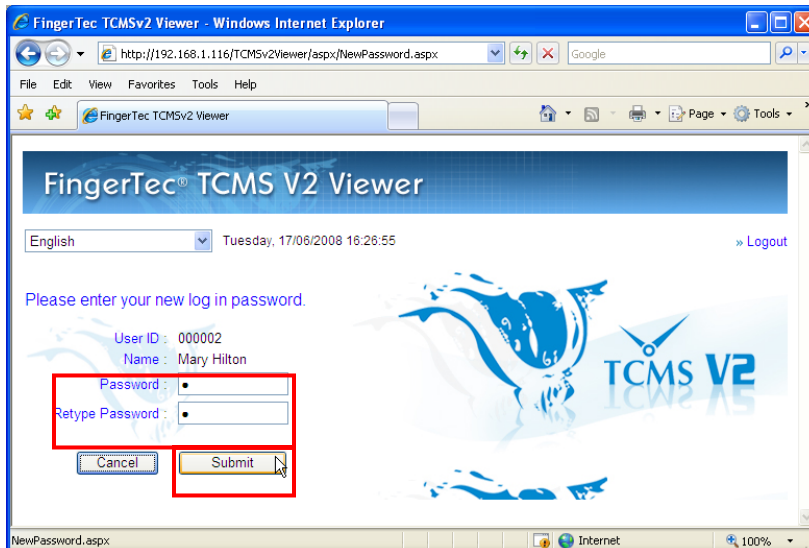 FingerTec TCMSv2 Viewer - Windows Internet Explorer
http://192.168.1.116/TCMSv2Viewer/aspx/NewPassword.aspx
Google
File Edit View Favorites Tools Help
FingerTec TCMSv2 Viewer
Page Tools »
FingerTec® TCMS V2 Viewer
English Tuesday, 17/06/2008 16:26:55 » Logout
Please enter your new log in password.
User ID : 000002
Name : Mary Hilton
Password : •
Retype Password : •
Cancel Submit
TCMS V2
NewPassword.aspx Internet 100%